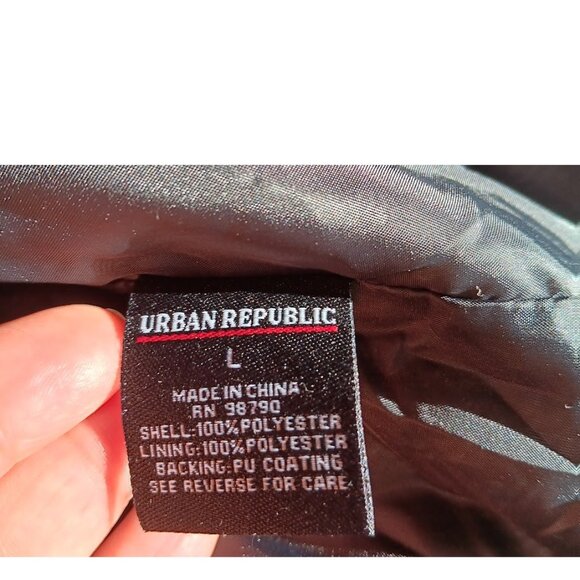 URBAN REPUBLIC
L
MADE IN CHINA
RN 98790
SHELL:100%POLYESTER
LINING:100%POLYESTER
BACKING:PU COATING
SEE REVERSE FOR CARE